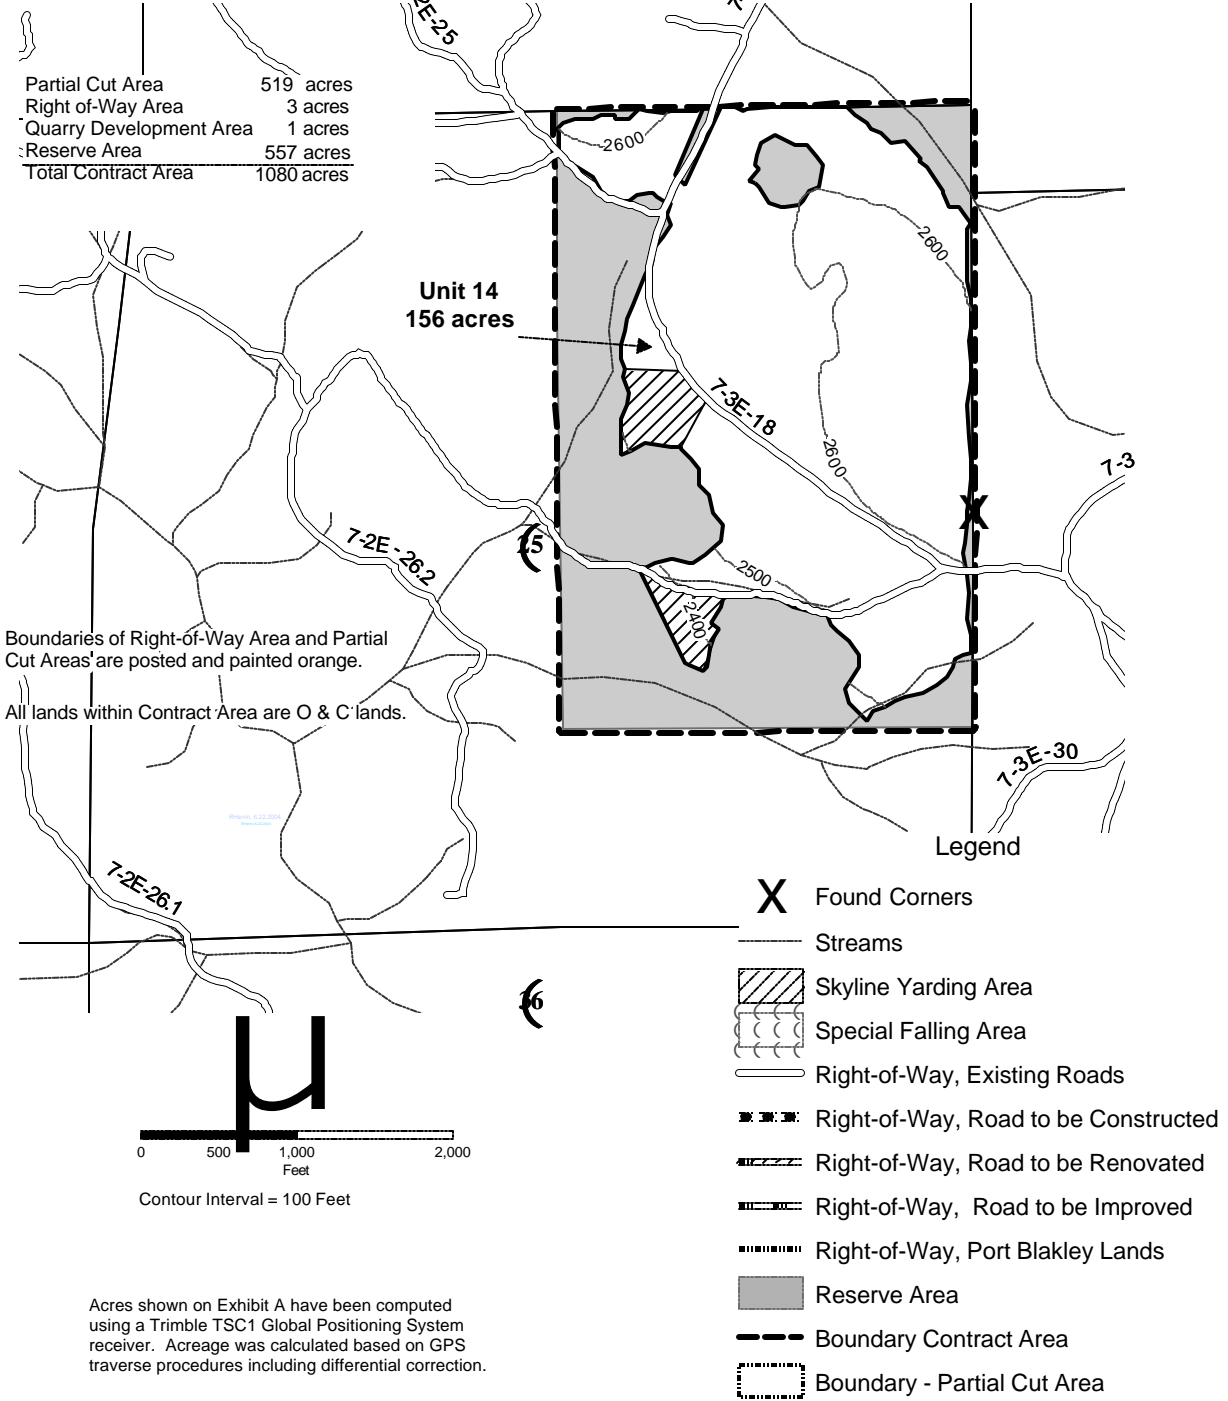 2E-25
7-
Partial Cut Area 519 acres
Right of-Way Area 3 acres
Quarry Development Area 1 acres
Reserve Area 557 acres
Total Contract Area 1080 acres
2600
2600
Unit 14
156 acres
7-3E-18
2600
7-3
X
25
7-2E - 26.2
2500
2400
Boundaries of Right-of-Way Area and Partial
Cut Areas are posted and painted orange.
All lands within Contract Area are O & C lands.
7-3E-30
7-2E-26.1
36
0 500 1,000 2,000
Feet
Contour Interval = 100 Feet
Acres shown on Exhibit A have been computed
using a Trimble TSC1 Global Positioning System
receiver. Acreage was calculated based on GPS
traverse procedures including differential correction.
Legend
X Found Corners
Streams
Skyline Yarding Area
Special Falling Area
Right-of-Way, Existing Roads
Right-of-Way, Road to be Constructed
Right-of-Way, Road to be Renovated
Right-of-Way, Road to be Improved
Right-of-Way, Port Blakley Lands
Reserve Area
Boundary Contract Area
Boundary - Partial Cut Area